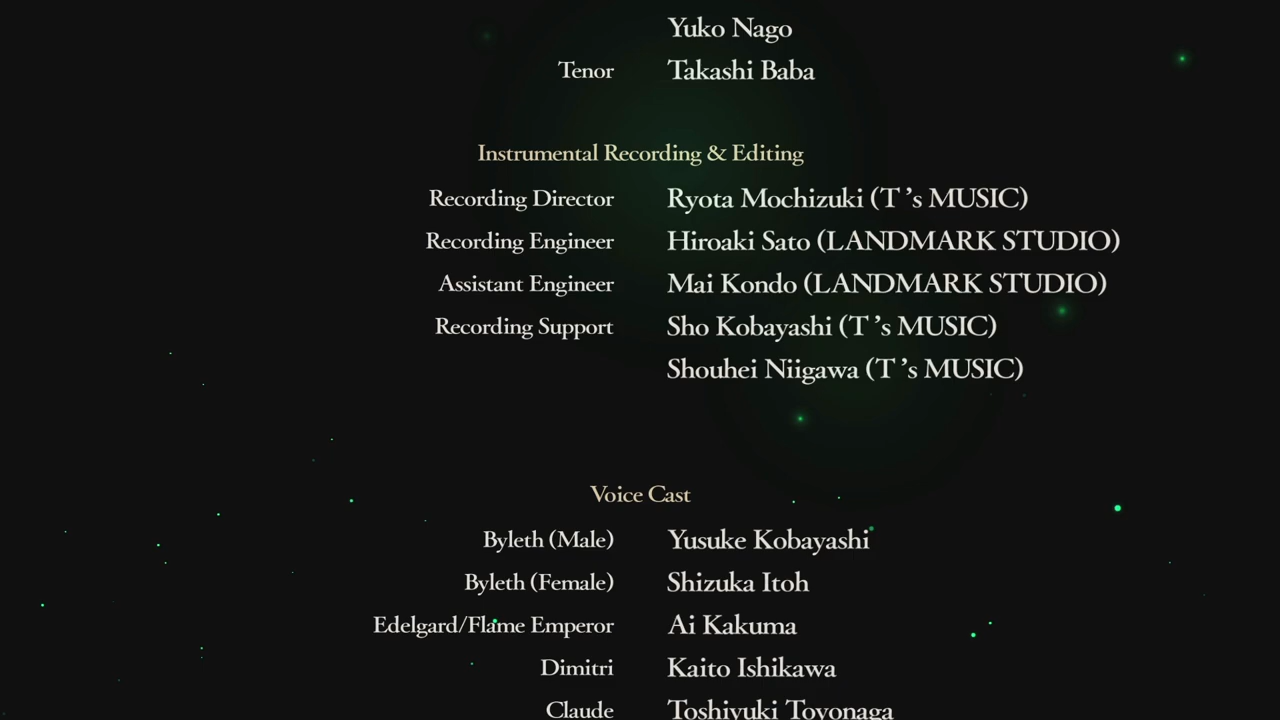 Yuko Nago
Tenor Takashi Baba
Instrumental Recording & Editing
Recording Director Ryota Mochizuki (T's MUSIC)
Recording Engineer Hiroaki Sato (LANDMARK STUDIO)
Assistant Engineer Mai Kondo (LANDMARK STUDIO)
Recording Support Sho Kobayashi (T's MUSIC)
Shouhei Niigawa (T's MUSIC)
Voice Cast
Byleth (Male) Yusuke Kobayashi
Byleth (Female) Shizuka Itoh
Edelgard/Flame Emperor Ai Kakuma
Dimitri Kaito Ishikawa
Claude Toshiyuki Toyonaga